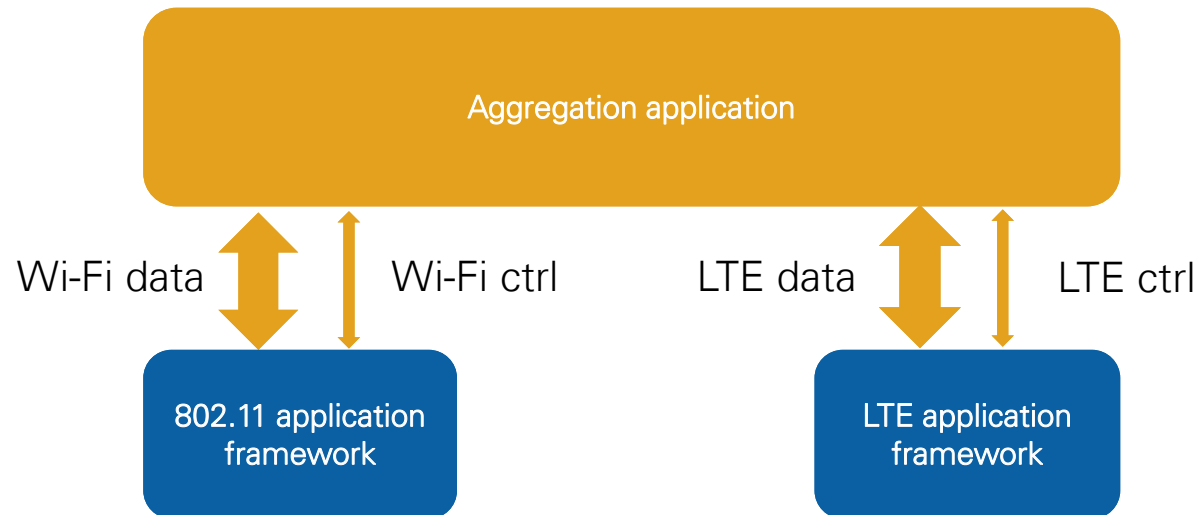 Aggregation application
Wi-Fi data
Wi-Fi ctrl
LTE data
LTE ctrl
802.11 application
framework
LTE application
framework